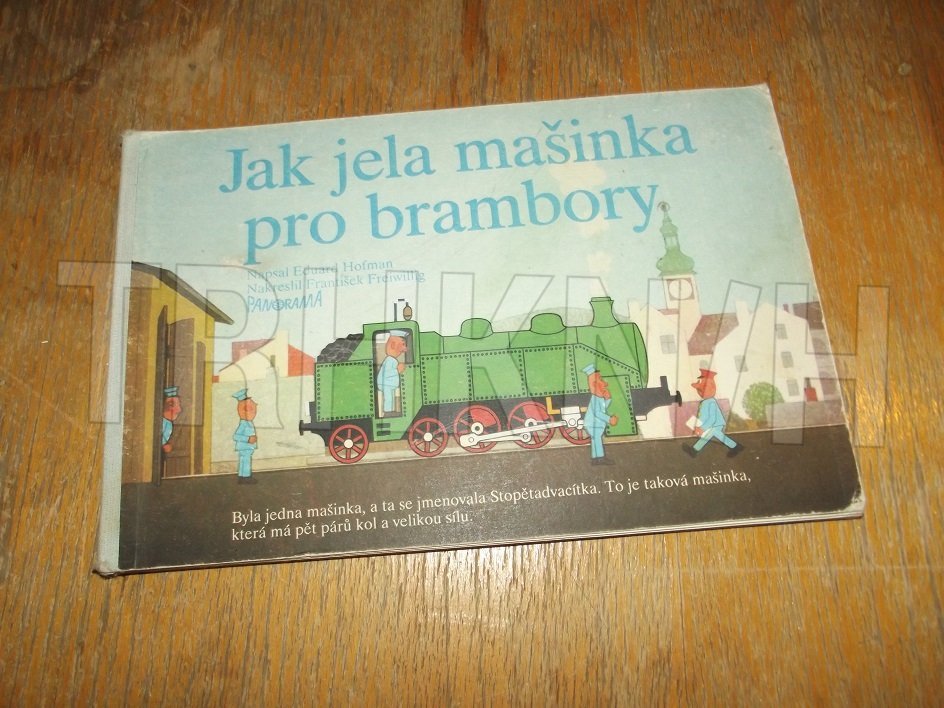 Jak jela mašinka
pro brambory
Napsal Eduard Hofman
Nakreslil František Freiwillig
PANORAMA
TRHKNIH
Byla jedna mašinka, a ta se jmenovala Stopětadvacítka. To je taková mašinka,
která má pět párů kol a velikou sílu.